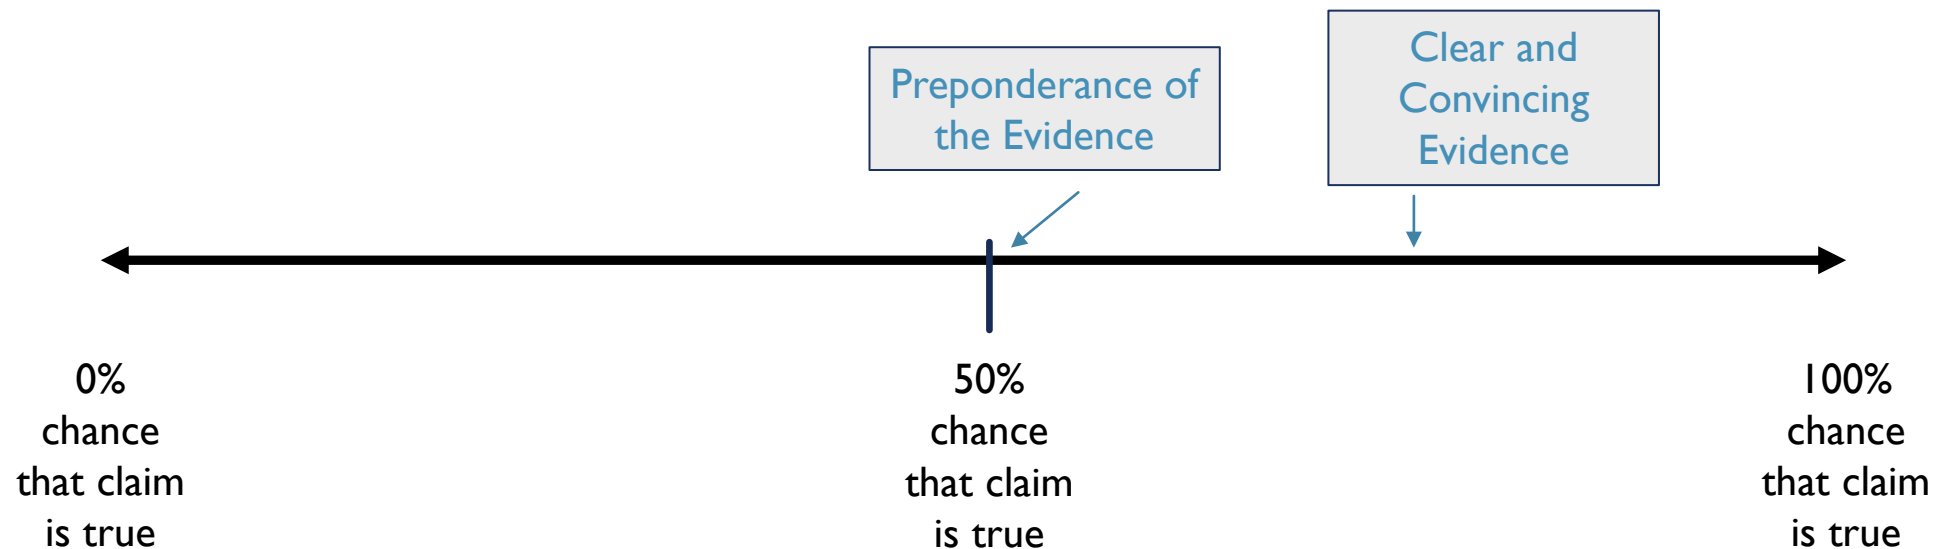 Preponderance of
the Evidence
Clear and
Convincing
Evidence
0%
chance
that claim
is true
50%
chance
that claim
is true
100%
chance
that claim
is true